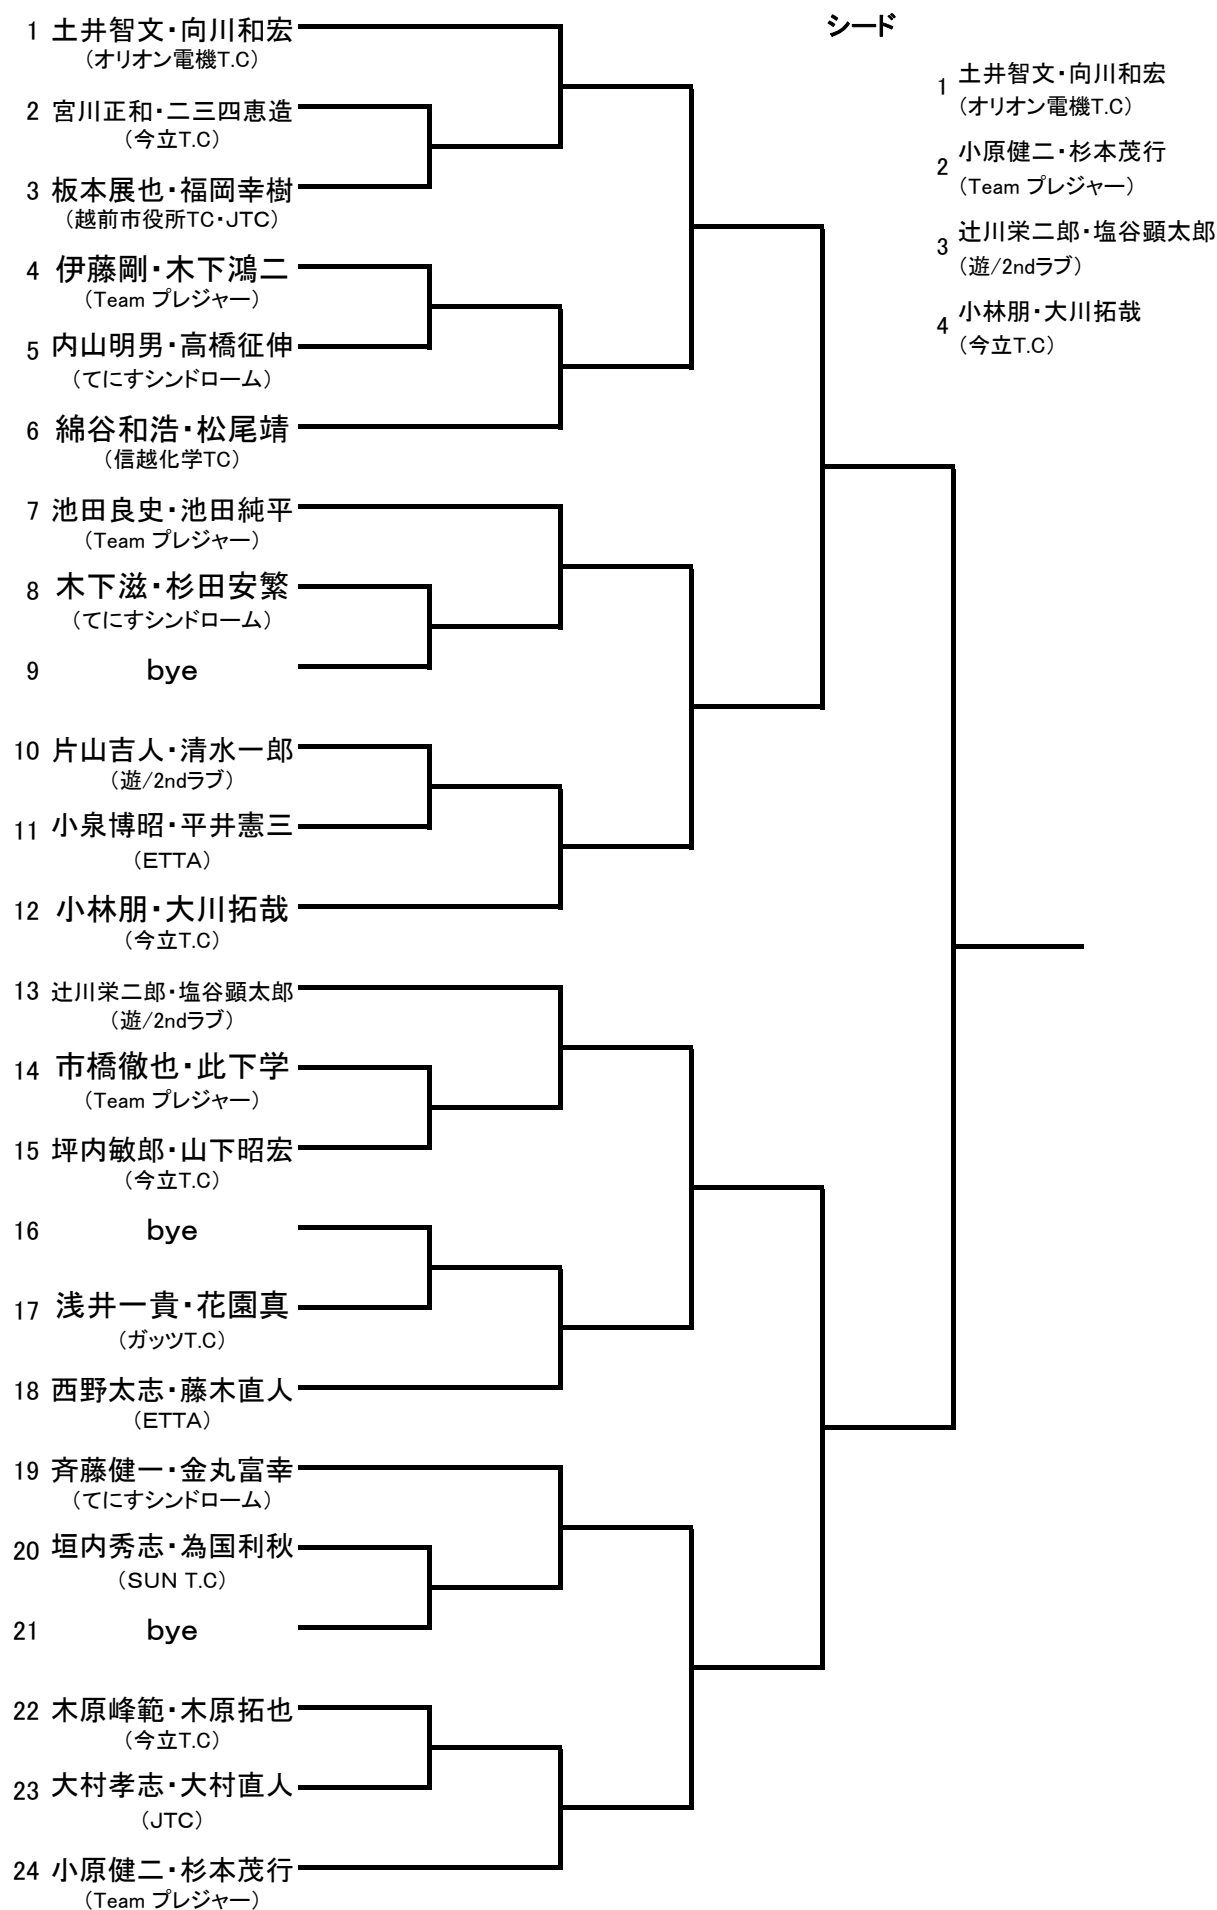 1 土井智文・向川和宏
（オリオン電機T.C）
2 宮川正和・二三四恵造
（今立T.C）
3 板本展也・福岡幸樹
（越前市役所TC・JTC）
4 伊藤剛・木下鴻二
（Team プレジャー）
5 内山明男・高橋征伸
（てにすシンドローム）
6 綿谷和浩・松尾靖
（信越化学TC）
7 池田良史・池田純平
（Team プレジャー）
8 木下滋・杉田安繁
（てにすシンドローム）
9 bye
10 片山吉人・清水一郎
（遊/2ndラブ）
11 小泉博昭・平井憲三
（ETTA）
12 小林朋・大川拓哉
（今立T.C）
13 辻川栄二郎・塩谷顕太郎
（遊/2ndラブ）
14 市橋徹也・此下学
（Team プレジャー）
15 坪内敏郎・山下昭宏
（今立T.C）
16 bye
17 浅井一貴・花園真
（ガッツT.C）
18 西野太志・藤木直人
（ETTA）
19 斉藤健一・金丸富幸
（てにすシンドローム）
20 垣内秀志・為国利秋
（SUN T.C）
21 bye
22 木原峰範・木原拓也
（今立T.C）
23 大村孝志・大村直人
（JTC）
24 小原健二・杉本茂行
（Team プレジャー）
シード
1 土井智文・向川和宏
（オリオン電機T.C）
2 小原健二・杉本茂行
（Team プレジャー）
3 辻川栄二郎・塩谷顕太郎
（遊/2ndラブ）
4 小林朋・大川拓哉
（今立T.C）